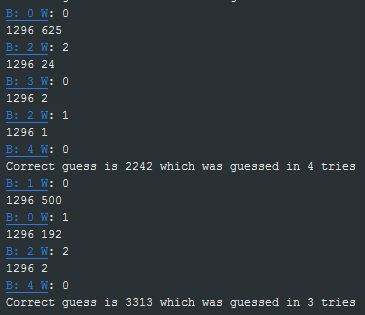 B: 0 W: 0
1296 625
B: 2 W: 2
1296 24
B: 3 W: 0
1296 2
B: 2 W: 1
1296 1
B: 4 W: 0
Correct guess is 2242 which was guessed in 4 tries
B: 1 W: 0
1296 500
B: 0 W: 1
1296 192
B: 2 W: 2
1296 2
B: 4 W: 0
Correct guess is 3313 which was guessed in 3 tries